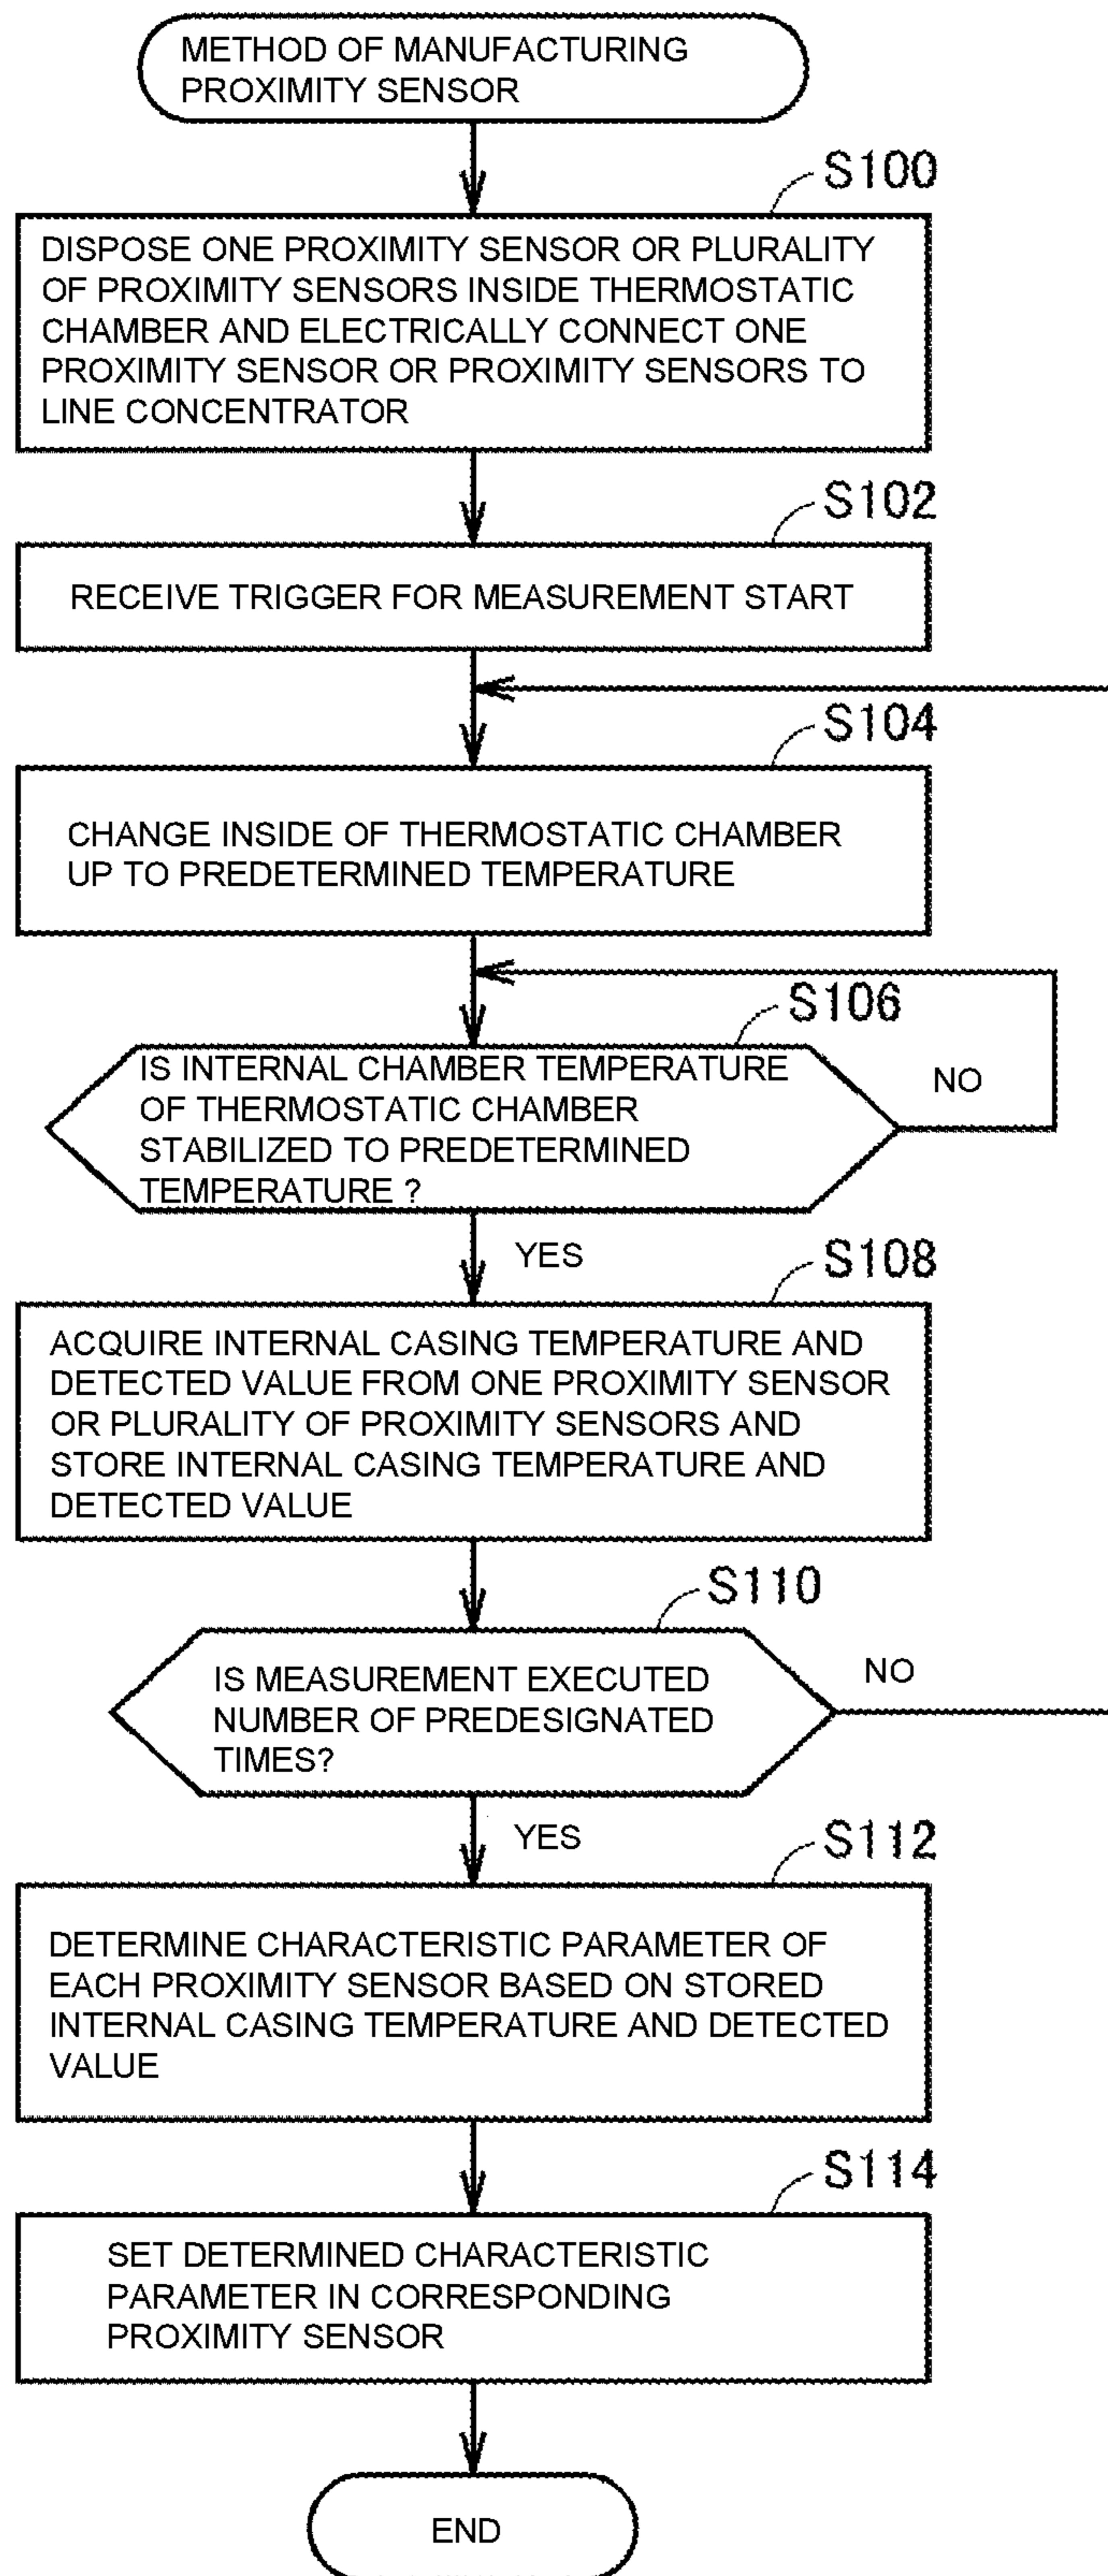 METHOD OF MANUFACTURING
PROXIMITY SENSOR
S100
DISPOSE ONE PROXIMITY SENSOR OR PLURALITY
OF PROXIMITY SENSORS INSIDE THERMOSTATIC
CHAMBER AND ELECTRICALLY CONNECT ONE
PROXIMITY SENSOR OR PROXIMITY SENSORS TO
LINE CONCENTRATOR
S102
RECEIVE TRIGGER FOR MEASUREMENT START
S104
CHANGE INSIDE OF THERMOSTATIC CHAMBER
UP TO PREDETERMINED TEMPERATURE
S106
IS INTERNAL CHAMBER TEMPERATURE
OF THERMOSTATIC CHAMBER
STABILIZED TO PREDETERMINED
TEMPERATURE ?
NO
YES
S108
ACQUIRE INTERNAL CASING TEMPERATURE AND
DETECTED VALUE FROM ONE PROXIMITY SENSOR
OR PLURALITY OF PROXIMITY SENSORS AND
STORE INTERNAL CASING TEMPERATURE AND
DETECTED VALUE
S110
IS MEASUREMENT EXECUTED
NUMBER OF PREDESIGNATED
TIMES?
NO
YES
S112
DETERMINE CHARACTERISTIC PARAMETER OF
EACH PROXIMITY SENSOR BASED ON STORED
INTERNAL CASING TEMPERATURE AND DETECTED
VALUE
S114
SET DETERMINED CHARACTERISTIC
PARAMETER IN CORRESPONDING
PROXIMITY SENSOR
END